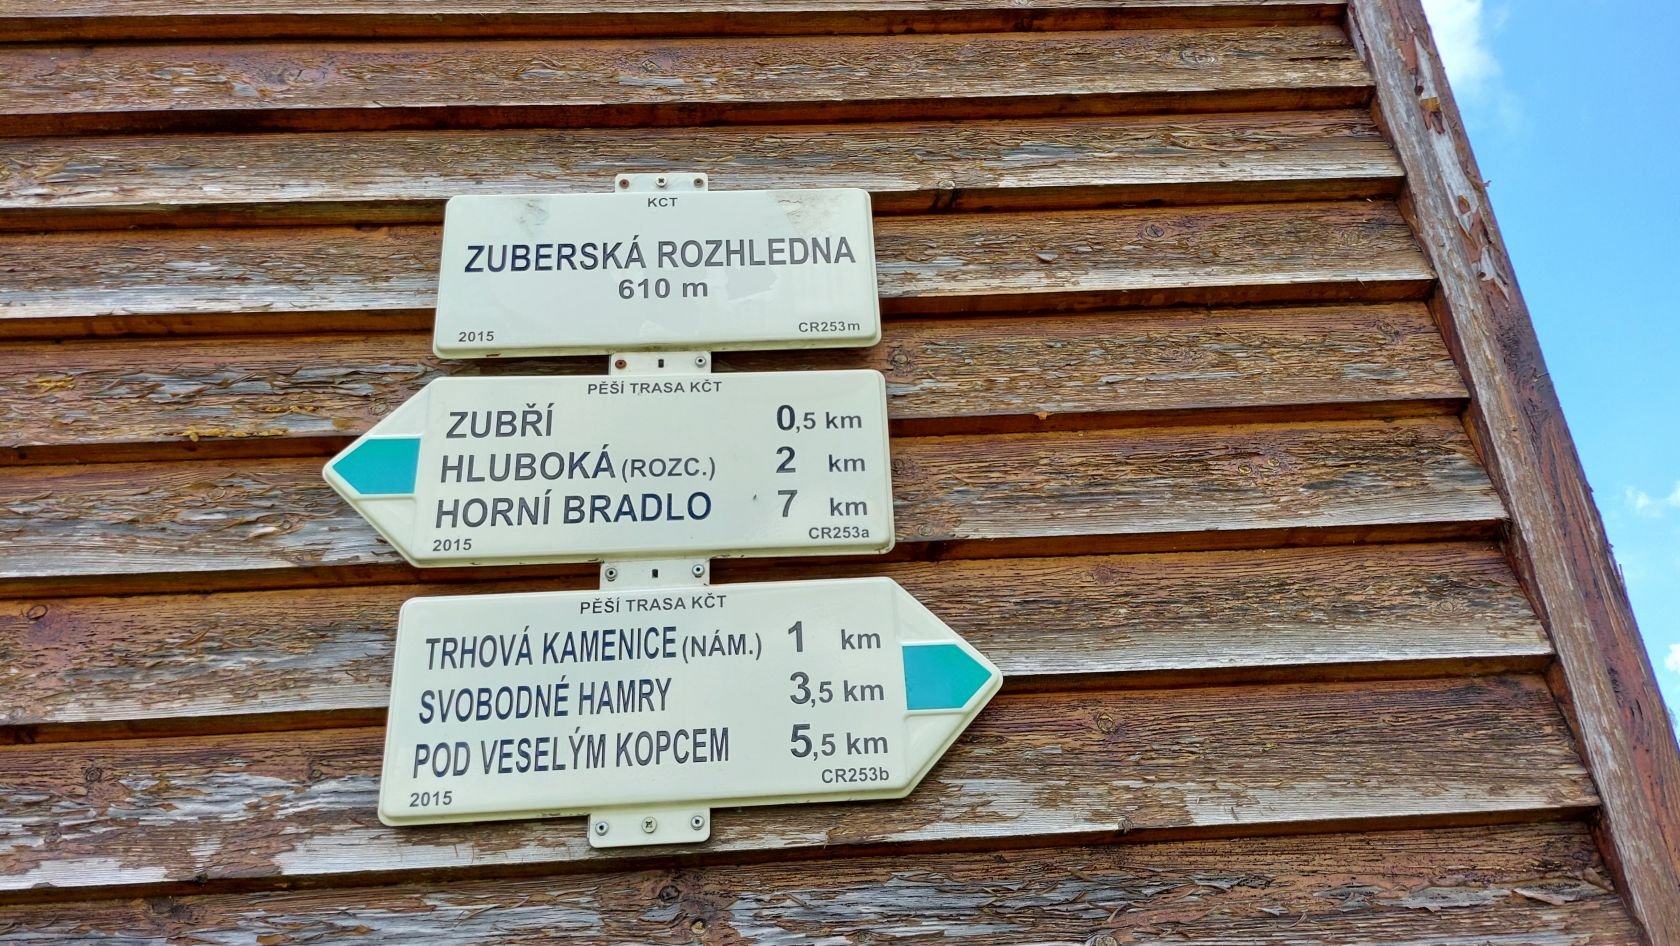 KCT
ZUBERSKÁ ROZHLEDNA
610 m
2015 CR253m
PĚŠÍ TRASA KČT
ZUBŘÍ 0,5 km
HLUBOKÁ (ROZC.) 2 km
HORNÍ BRADLO 7 km
2015 CR253a
PĚŠÍ TRASA KČT
TRHOVÁ KAMENICE (NÁM.) 1 km
SVOBODNÉ HAMRY 3,5 km
POD VESELÝM KOPCEM 5,5 km
2015 CR253b